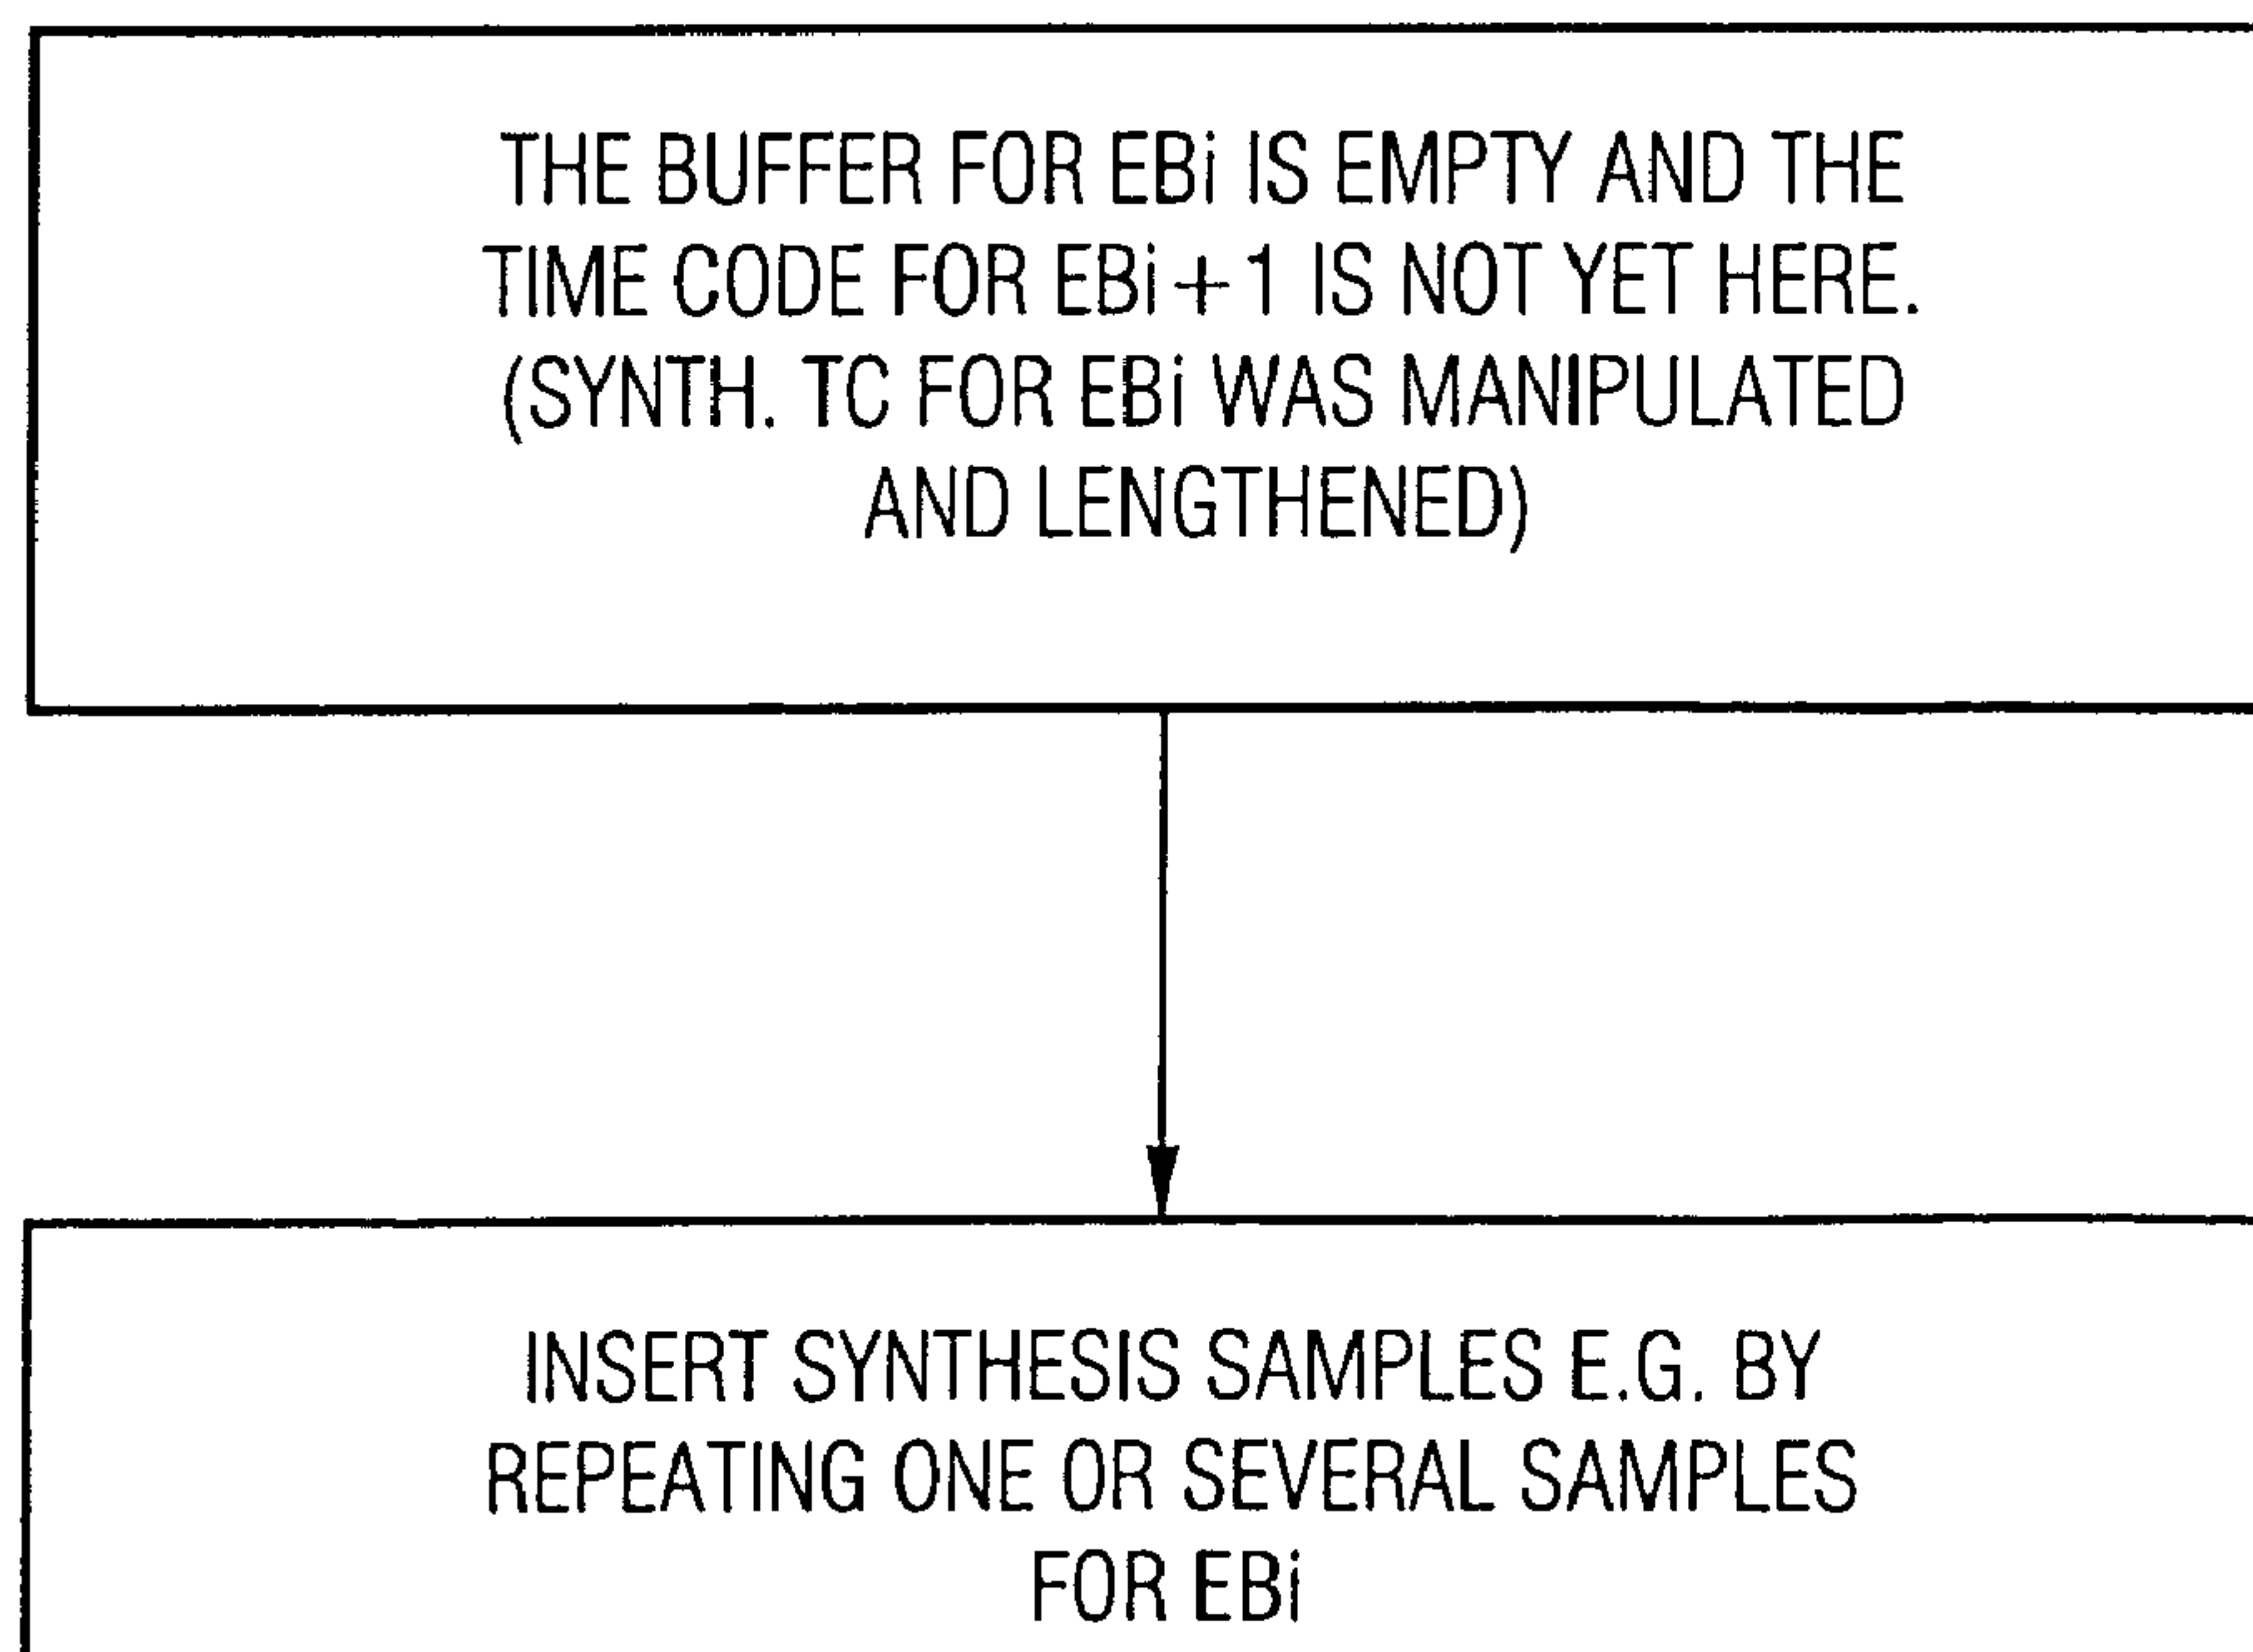 THE BUFFER FOR EBi IS EMPTY AND THE
TIME CODE FOR EBi + 1 IS NOT YET HERE.
(SYNTH. TC FOR EBi WAS MANIPULATED
AND LENGTHENED)
INSERT SYNTHESIS SAMPLES E.G. BY
REPEATING ONE OR SEVERAL SAMPLES
FOR EBi